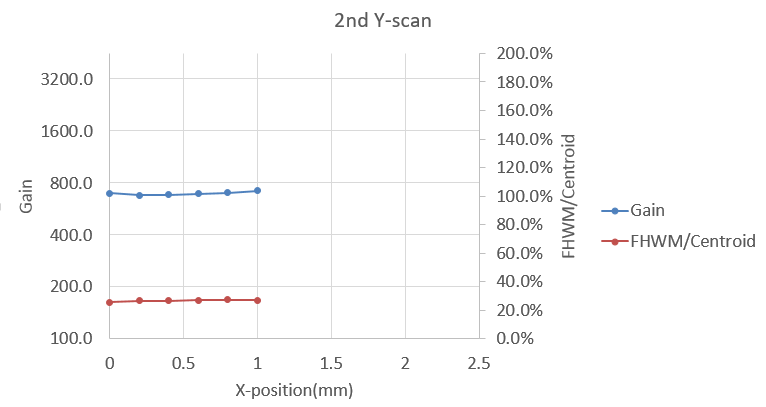 2nd Y-scan
3200.0
1600.0
800.0
400.0
200.0
100.0
Gain
200.0%
180.0%
160.0%
140.0%
120.0%
100.0%
80.0%
60.0%
40.0%
20.0%
0.0%
FHWM/Centroid
0 0.5 1 1.5 2 2.5
X-position(mm)
Gain
FHWM/Centroid